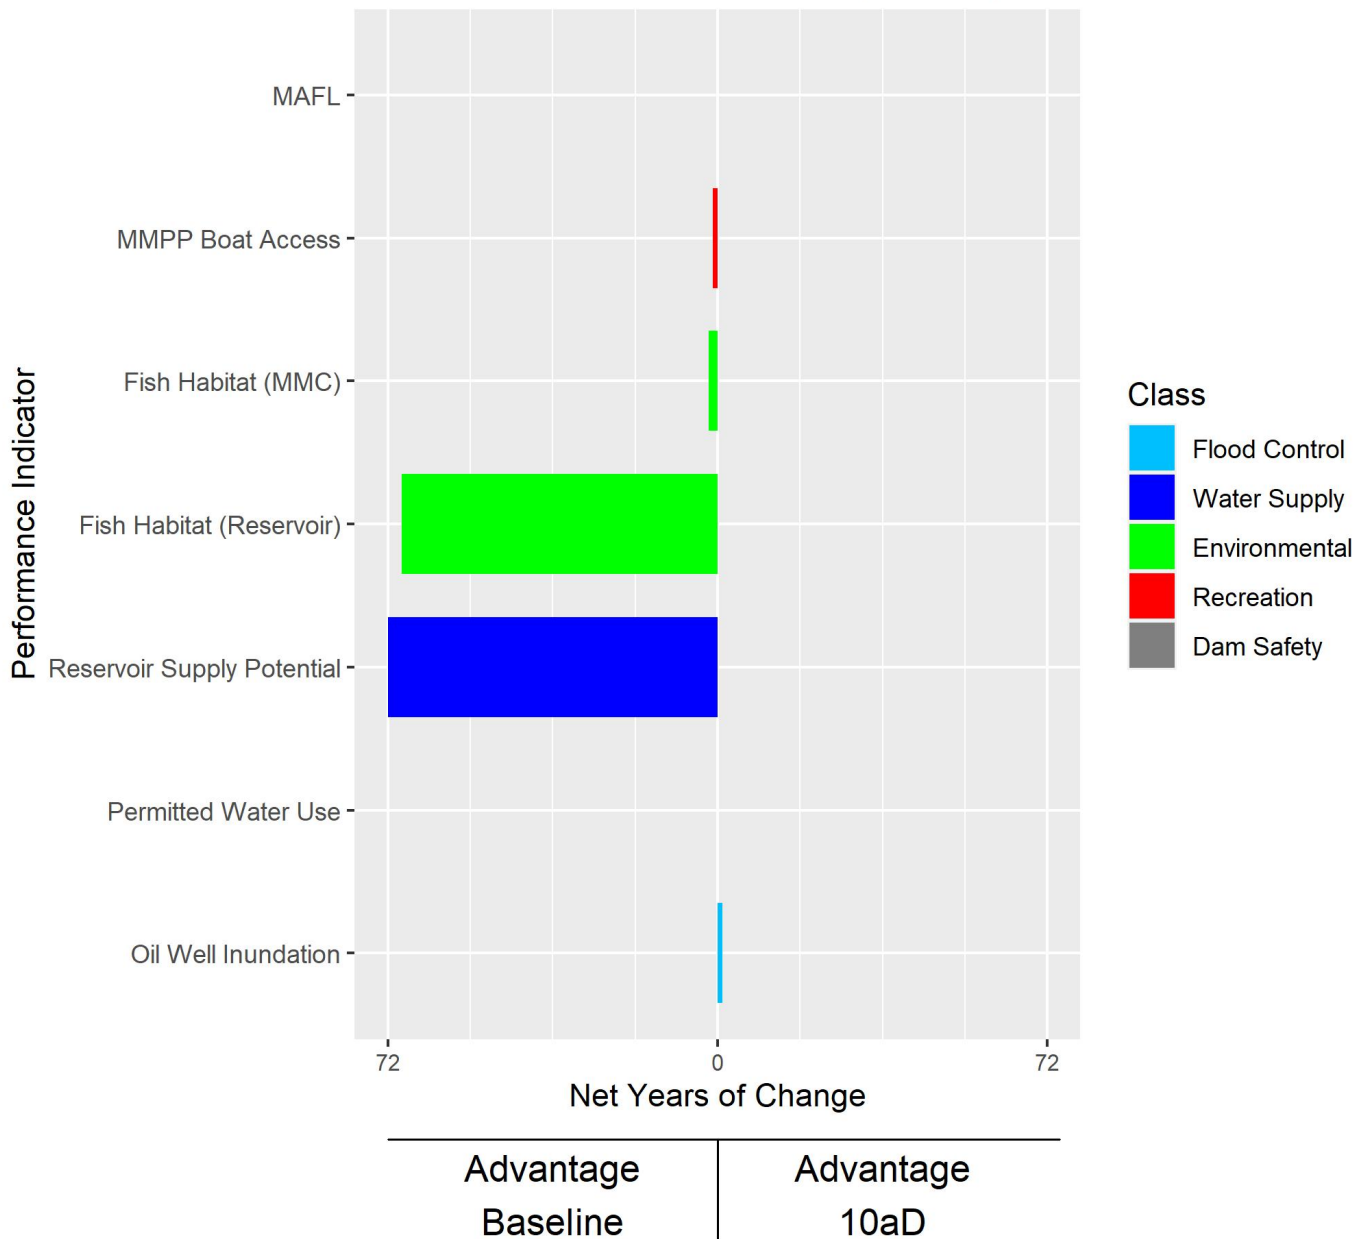 MAFL
MMPP Boat Access
Fish Habitat (MMC)
Fish Habitat (Reservoir)
Reservoir Supply Potential
Permitted Water Use
Oil Well Inundation
Performance Indicator
72 0 72
Net Years of Change
Advantage Advantage
Baseline 10aD
Class
Flood Control
Water Supply
Environmental
Recreation
Dam Safety